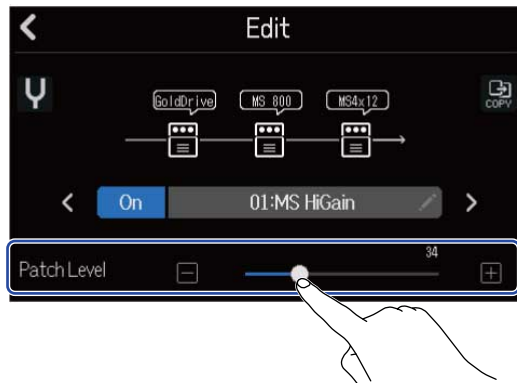 Edit
GoldDrive MS 800 MS4x12
COPY
On 01:MS HiGain
34
Patch Level